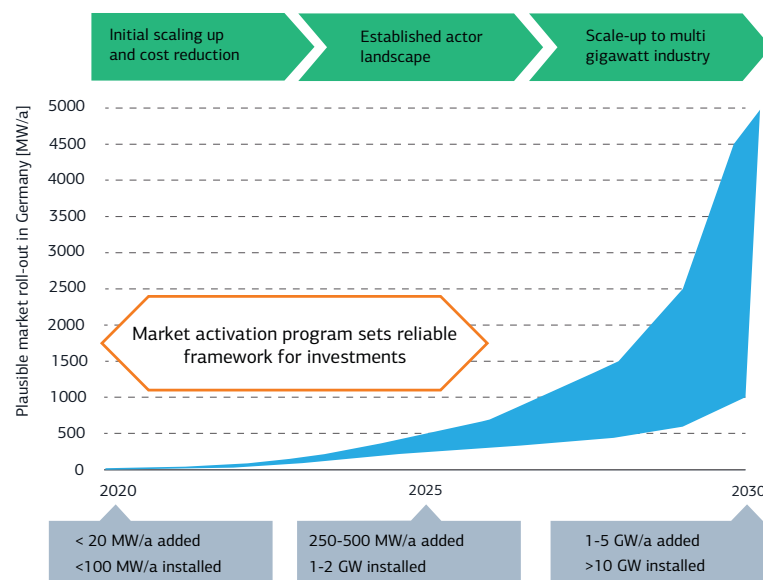 Initial scaling up
and cost reduction
Established actor
landscape
Scale-up to multi
gigawatt industry
Plausible market roll-out in Germany [MW/a]
5000
4500
4000
3500
3000
2500
2000
1500
1000
500
0
Market activation program sets reliable
framework for investments
2020
2025
2030
< 20 MW/a added
<100 MW/a installed
250-500 MW/a added
1-2 GW installed
1-5 GW/a added
>10 GW installed